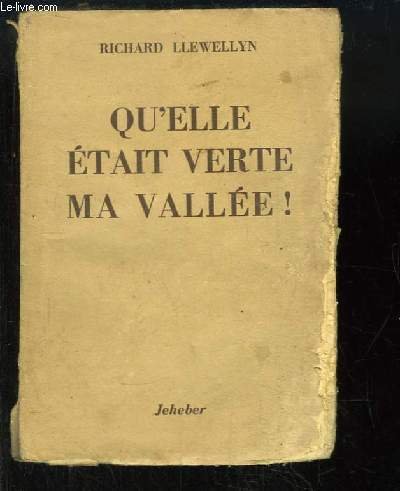 Le-livre.com
RICHARD LLEWELLYN
QU'ELLE
ÉTAIT VERTE
MA VALLÉE !
Jeheber